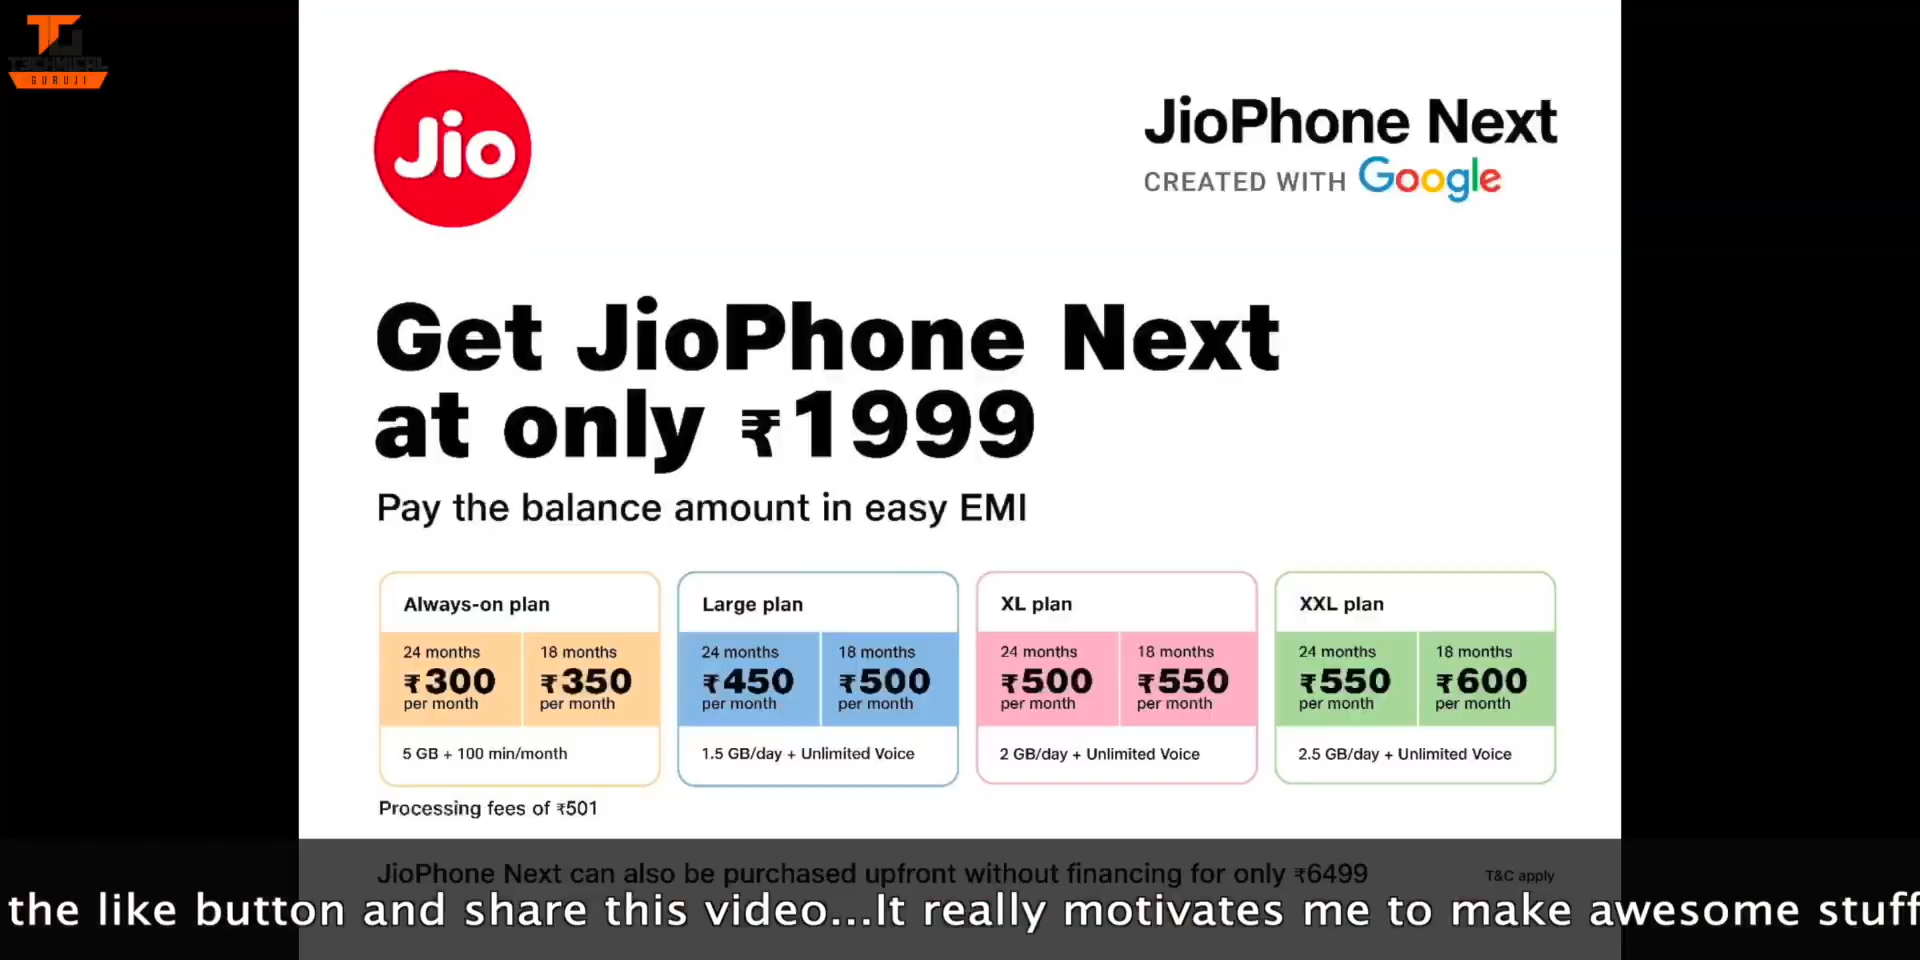 TG
T3CHNICAL
GURUJI
Jio
JioPhone Next
CREATED WITH Google
Get JioPhone Next
at only ₹1999
Pay the balance amount in easy EMI
Always-on plan
24 months
₹300
per month
18 months
₹350
per month
5 GB + 100 min/month
Large plan
24 months
₹450
per month
18 months
₹500
per month
1.5 GB/day + Unlimited Voice
XL plan
24 months
₹500
per month
18 months
₹550
per month
2 GB/day + Unlimited Voice
XXL plan
24 months
₹550
per month
18 months
₹600
per month
2.5 GB/day + Unlimited Voice
Processing fees of ₹501
JioPhone Next can also be purchased upfront without financing for only ₹6499
T&C apply
the like button and share this video...It really motivates me to make awesome stuff